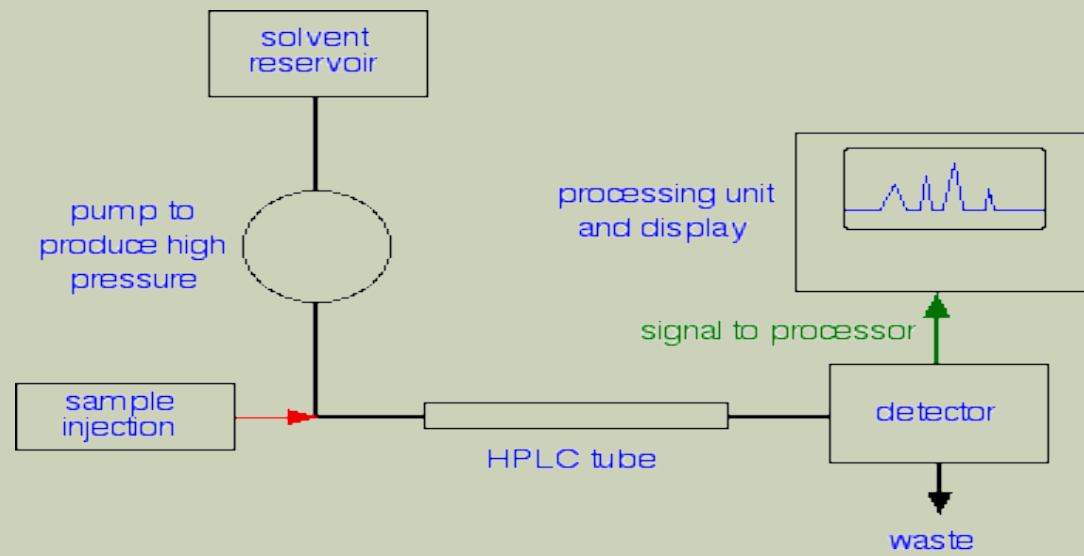 solvent
reservoir
pump to
produce high
pressure
processing unit
and display
signal to processor
sample
injection
HPLC tube
detector
waste